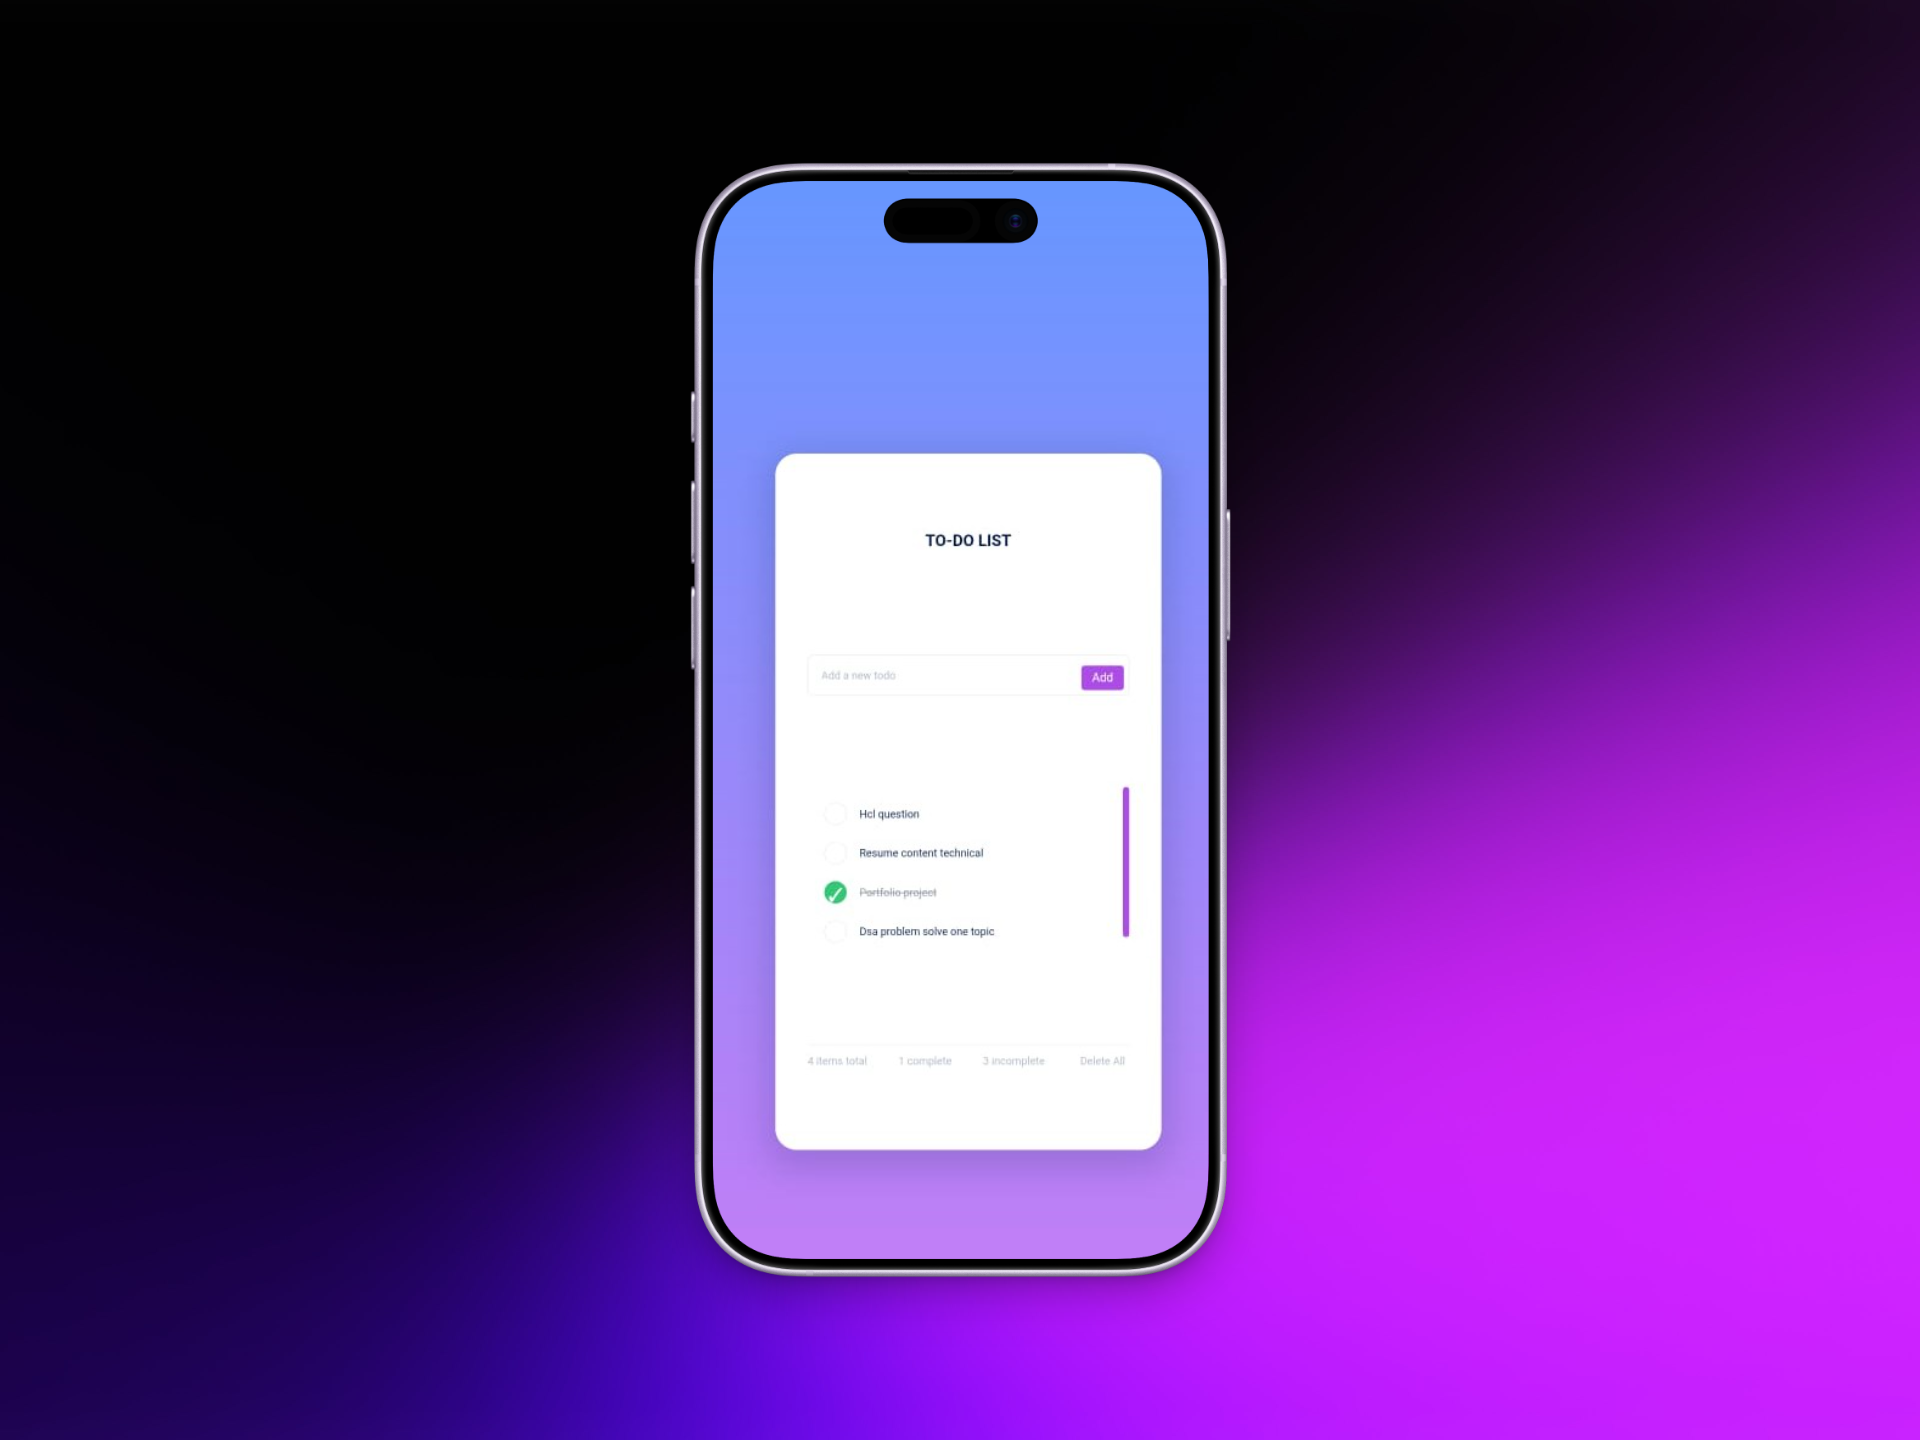 TO-DO LIST
Add a new todo
Add
Hcl question
Resume content technical
Portfolio project
Dsa problem solve one topic
4 items total 1 complete 3 incomplete Delete All